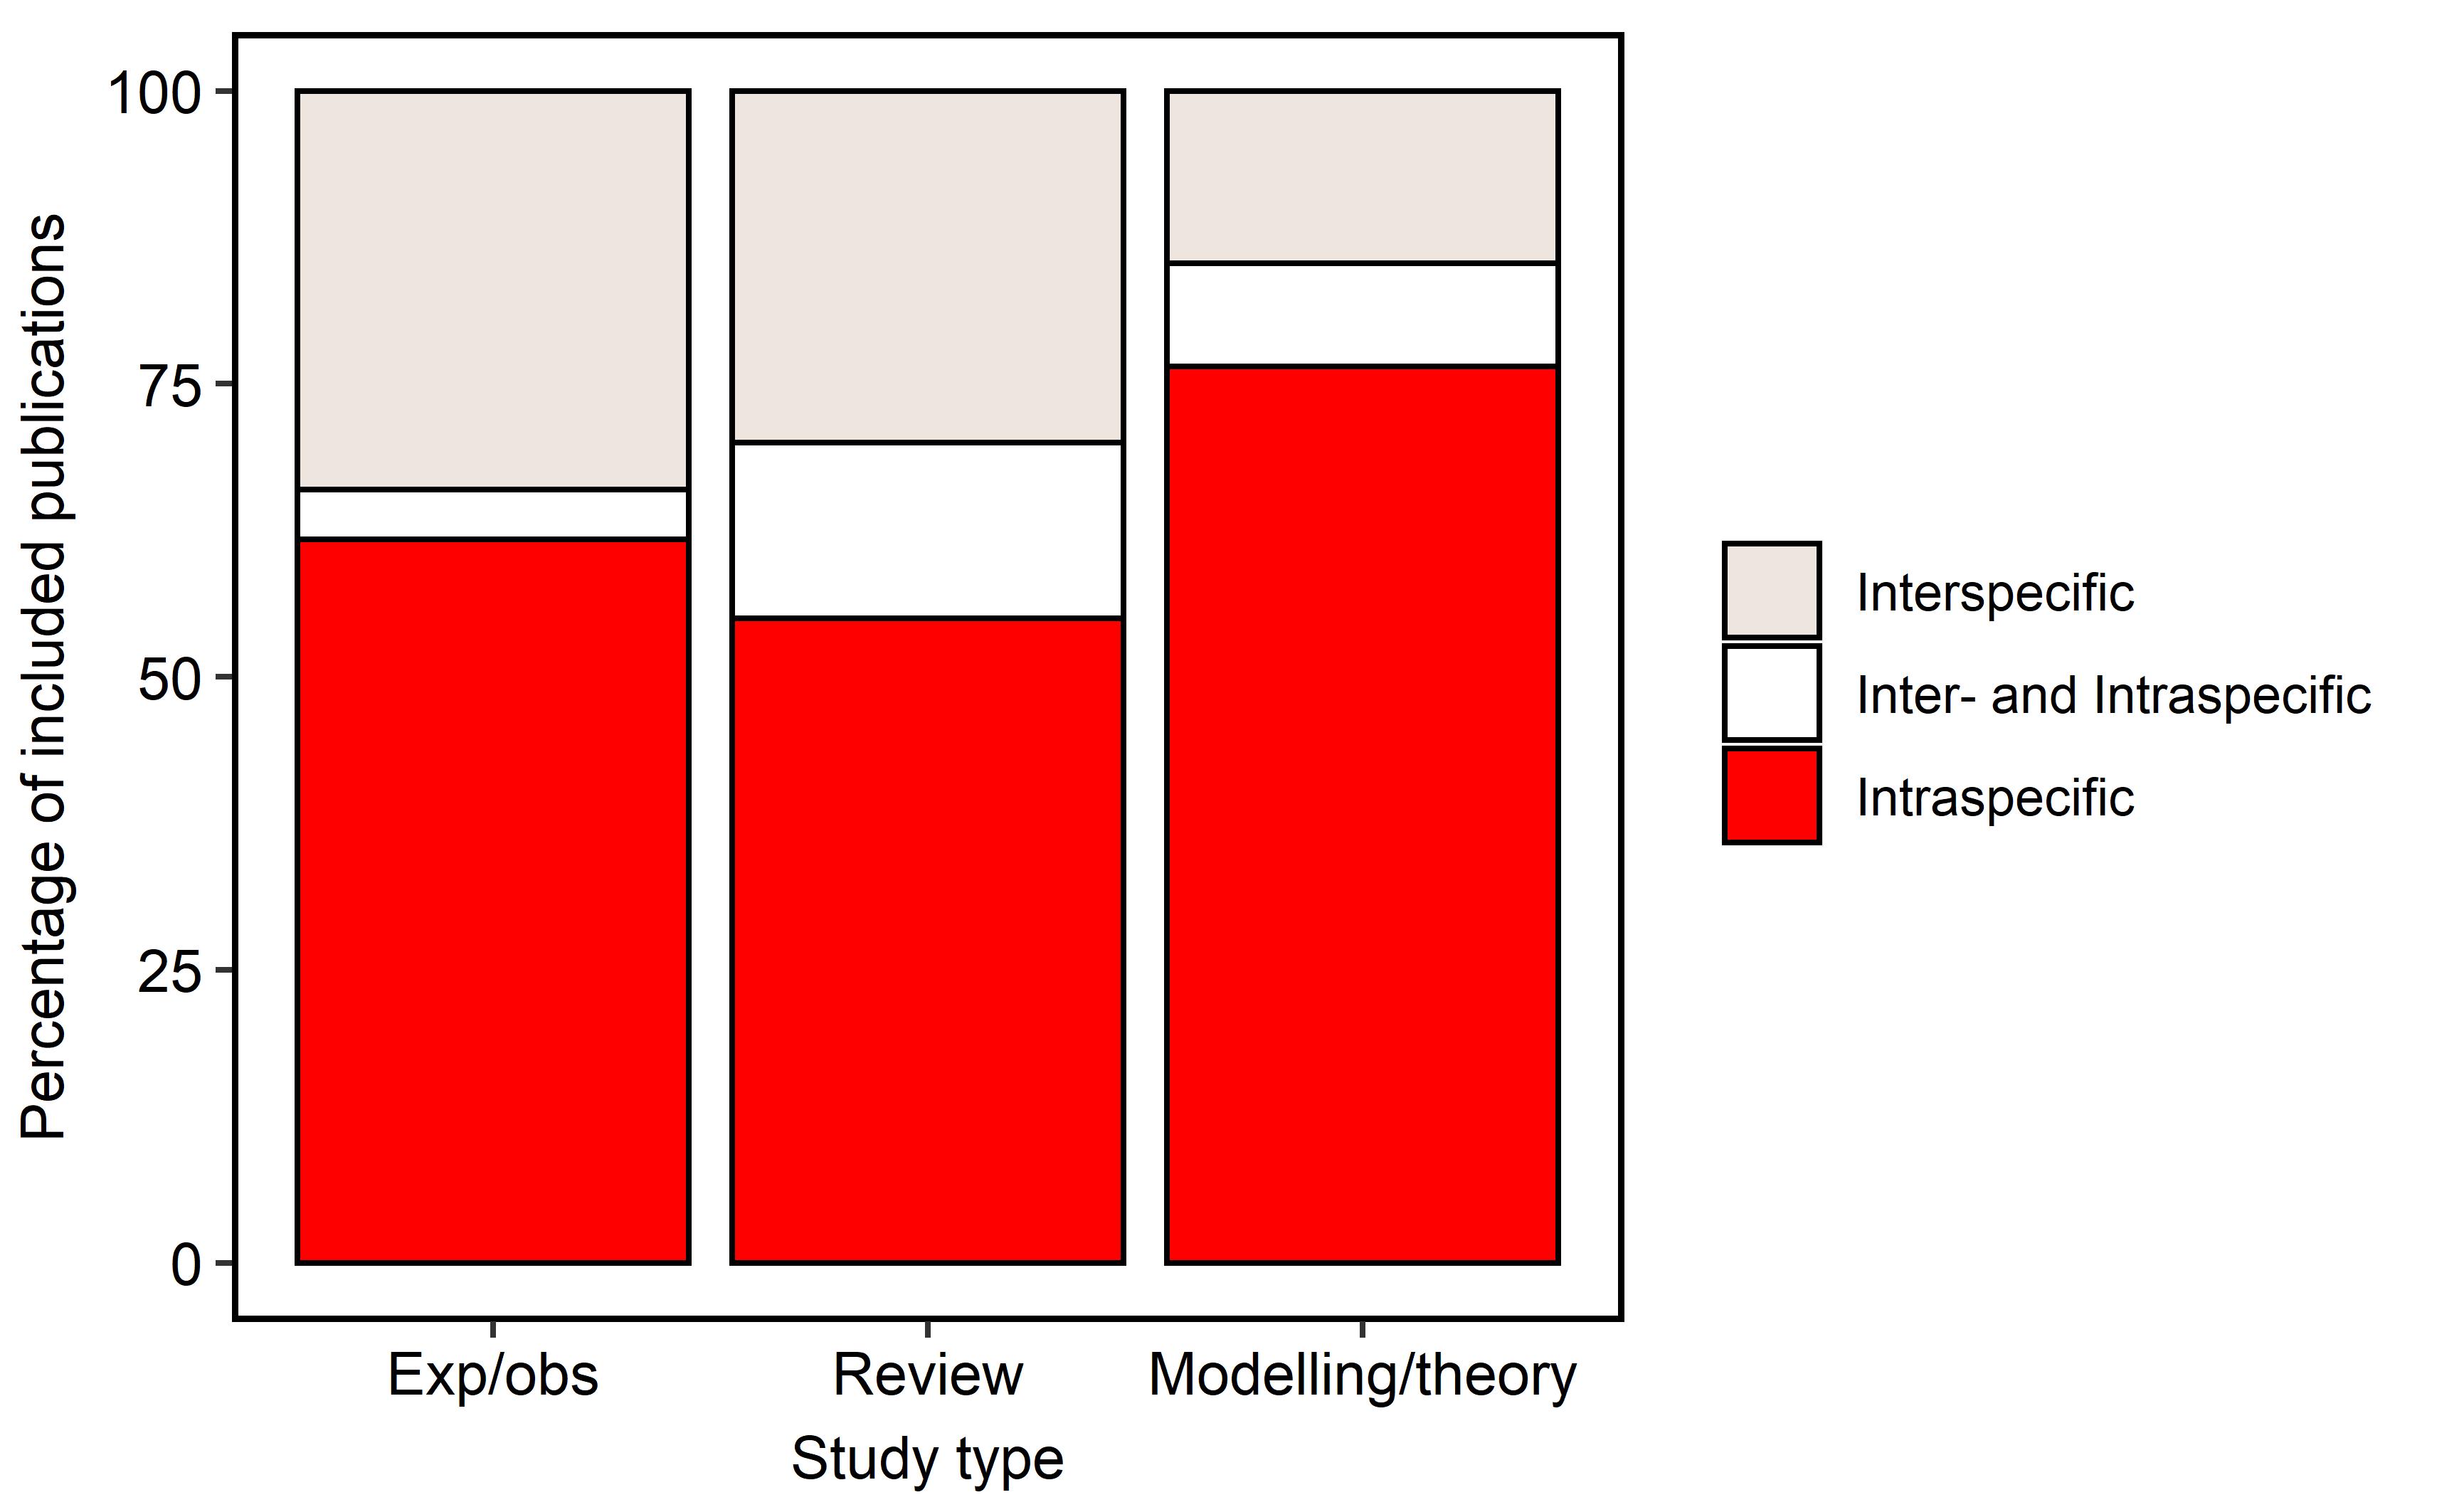 Percentage of included publications
100
75
50
25
0
Exp/obs
Review
Modelling/theory
Study type
Interspecific
Inter- and Intraspecific
Intraspecific